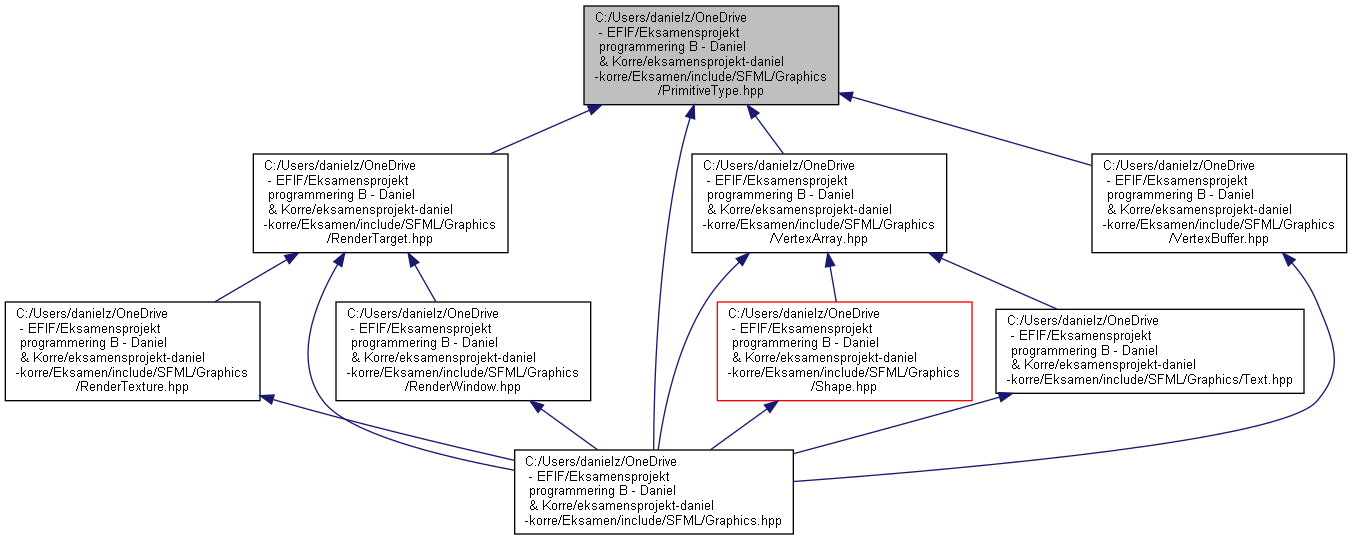 C:/Users/danielz/OneDrive
- EFIF/Eksamensprojekt
programmering B - Daniel
& Korre/eksamensprojekt-daniel
-korre/Eksamen/include/SFML/Graphics
/PrimitiveType.hpp
C:/Users/danielz/OneDrive
- EFIF/Eksamensprojekt
programmering B - Daniel
& Korre/eksamensprojekt-daniel
-korre/Eksamen/include/SFML/Graphics
/RenderTarget.hpp
C:/Users/danielz/OneDrive
- EFIF/Eksamensprojekt
programmering B - Daniel
& Korre/eksamensprojekt-daniel
-korre/Eksamen/include/SFML/Graphics
/VertexArray.hpp
C:/Users/danielz/OneDrive
- EFIF/Eksamensprojekt
programmering B - Daniel
& Korre/eksamensprojekt-daniel
-korre/Eksamen/include/SFML/Graphics
/VertexBuffer.hpp
C:/Users/danielz/OneDrive
- EFIF/Eksamensprojekt
programmering B - Daniel
& Korre/eksamensprojekt-daniel
-korre/Eksamen/include/SFML/Graphics
/RenderTexture.hpp
C:/Users/danielz/OneDrive
- EFIF/Eksamensprojekt
programmering B - Daniel
& Korre/eksamensprojekt-daniel
-korre/Eksamen/include/SFML/Graphics
/RenderWindow.hpp
C:/Users/danielz/OneDrive
- EFIF/Eksamensprojekt
programmering B - Daniel
& Korre/eksamensprojekt-daniel
-korre/Eksamen/include/SFML/Graphics
/Shape.hpp
C:/Users/danielz/OneDrive
- EFIF/Eksamensprojekt
programmering B - Daniel
& Korre/eksamensprojekt-daniel
-korre/Eksamen/include/SFML/Graphics/Text.hpp
C:/Users/danielz/OneDrive
- EFIF/Eksamensprojekt
programmering B - Daniel
& Korre/eksamensprojekt-daniel
-korre/Eksamen/include/SFML/Graphics.hpp